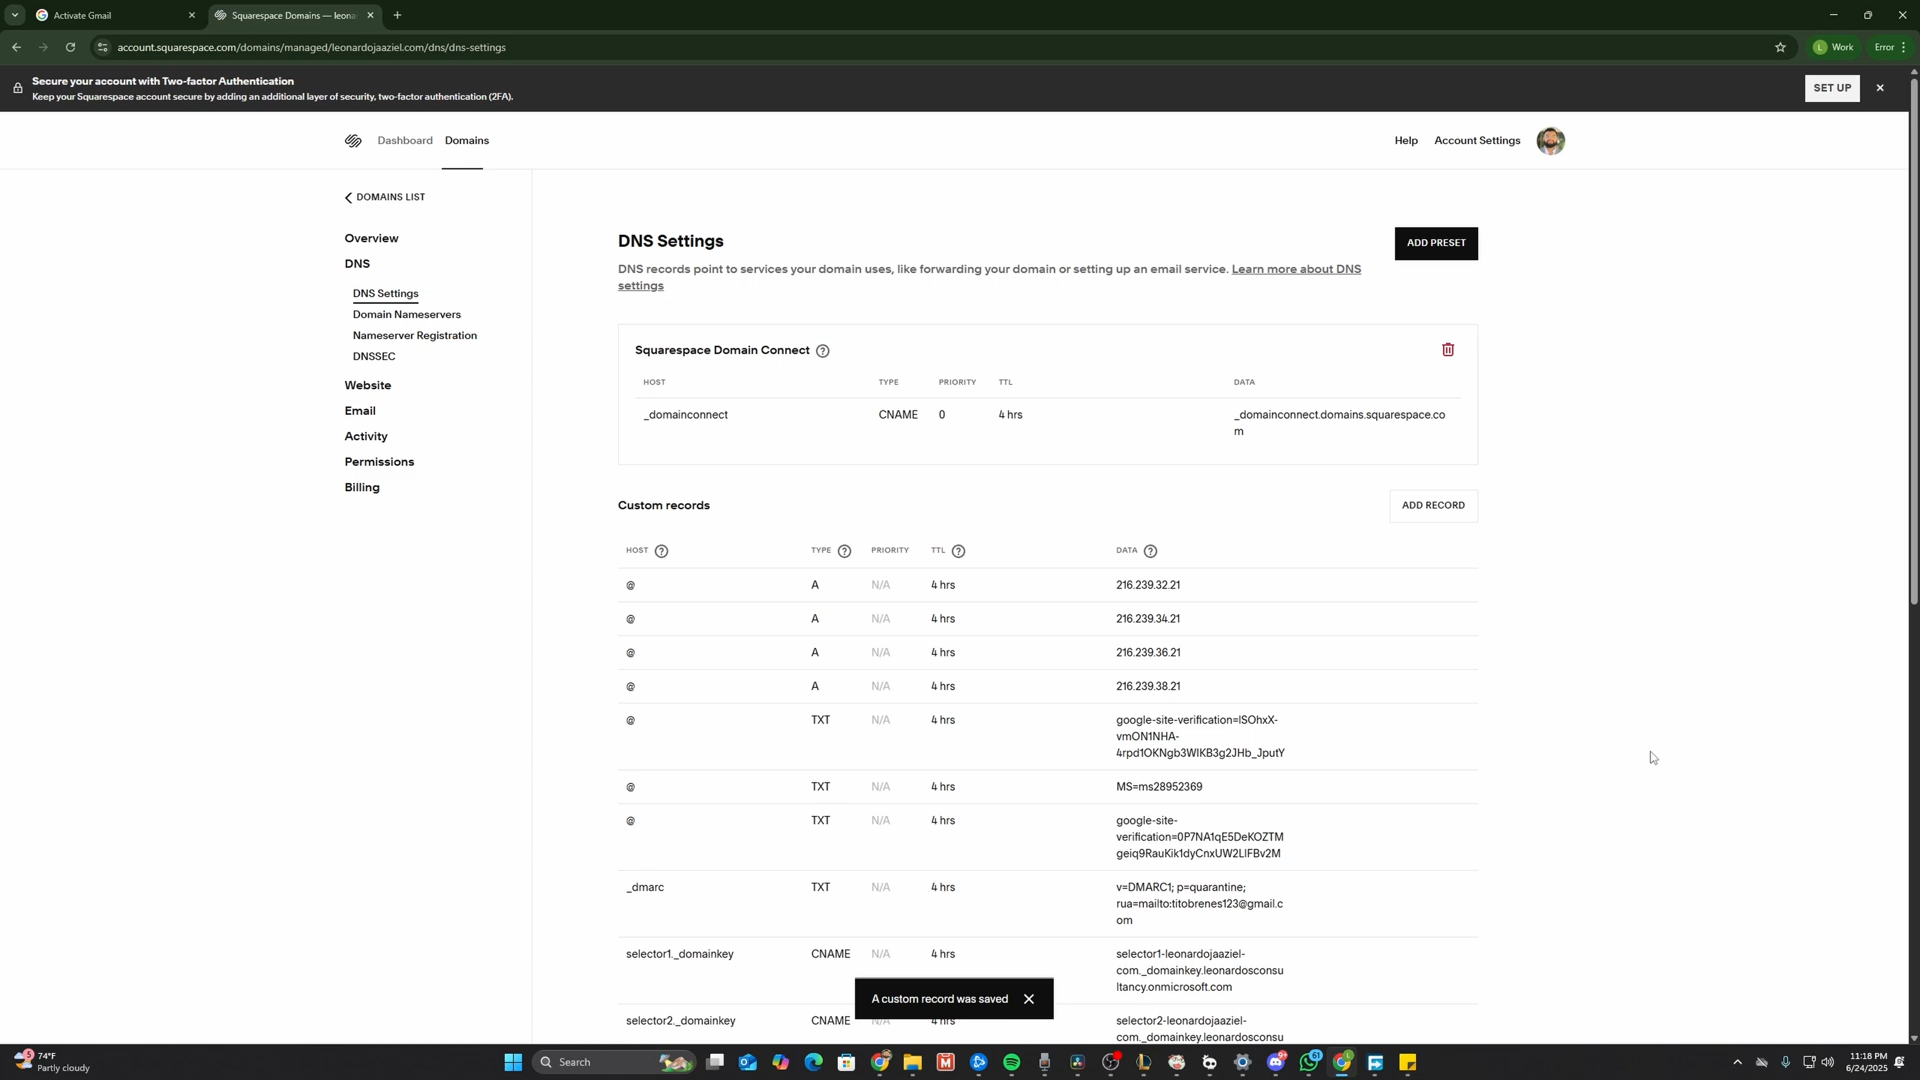 Activate Gmail
Squarespace Domains — leona
account.squarespace.com/domains/managed/leonardojaaziel.com/dns/dns-settings
L Work
Error
Secure your account with Two-factor Authentication
Keep your Squarespace account secure by adding an additional layer of security, two-factor authentication (2FA).
SET UP
Dashboard Domains
Help Account Settings
DOMAINS LIST
Overview
DNS
DNS Settings
Domain Nameservers
Nameserver Registration
DNSSEC
Website
Email
Activity
Permissions
Billing
DNS Settings
ADD PRESET
DNS records point to services your domain uses, like forwarding your domain or setting up an email service. Learn more about DNS
settings
Squarespace Domain Connect ?
HOST TYPE PRIORITY TTL DATA
_domainconnect CNAME 0 4 hrs _domainconnect.domains.squarespace.co
m
Custom records
ADD RECORD
HOST ? TYPE ? PRIORITY TTL ? DATA ?
@ A N/A 4 hrs 216.239.32.21
@ A N/A 4 hrs 216.239.34.21
@ A N/A 4 hrs 216.239.36.21
@ A N/A 4 hrs 216.239.38.21
@ TXT N/A 4 hrs google-site-verification=lSOhxX-
vmON1NHA-
4rpd1OKNgb3WIKB3g2JHb_JputY
@ TXT N/A 4 hrs MS=ms28952369
@ TXT N/A 4 hrs google-site-
verification=0P7NA1qE5DeKOZTM
geiq9RauKik1dyCnxUW2LIFBv2M
_dmarc TXT N/A 4 hrs v=DMARC1; p=quarantine;
rua=mailto:titobrenes123@gmail.c
om
selector1._domainkey CNAME N/A 4 hrs selector1-leonardojaaziel-
com._domainkey.leonardosconsu
ltancy.onmicrosoft.com
A custom record was saved
selector2._domainkey CNAME N/A 4 hrs selector2-leonardojaaziel-
com._domainkey.leonardosconsu
74°F
Partly cloudy
Search
61
11:18 PM
6/24/2025